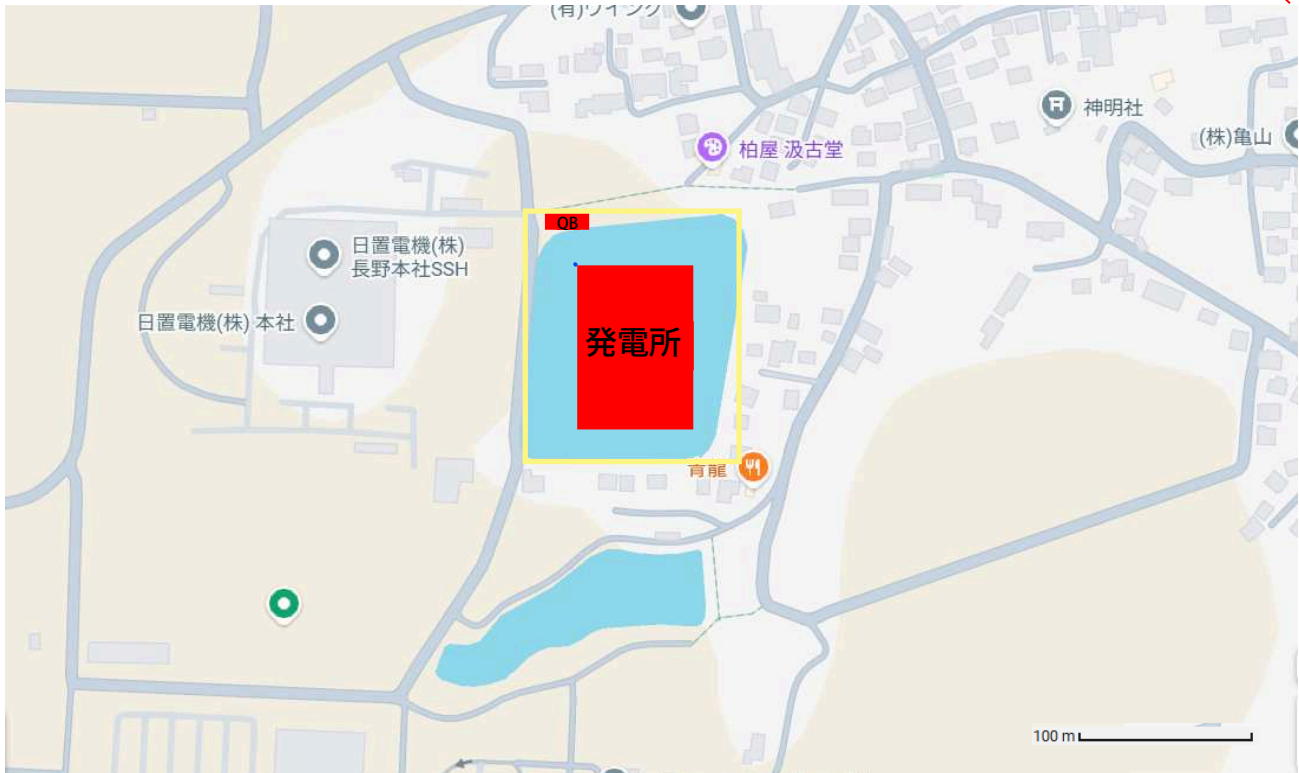 (有)ウイング
神明社
(株)亀山
柏屋 汲古堂
QB
日置電機(株)
長野本社SSH
日置電機(株) 本社
発電所
青龍
100 m